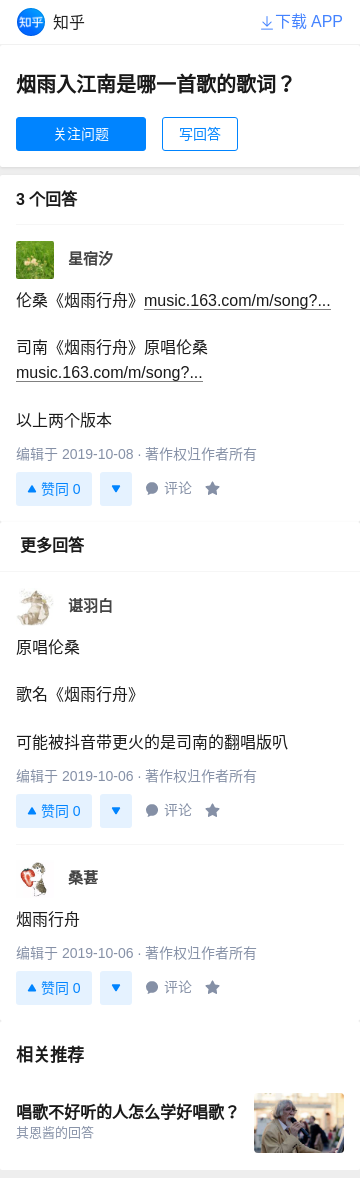 知乎 知乎 下载 APP
烟雨入江南是哪一首歌的歌词？
关注问题 写回答
3 个回答
星宿汐
伦桑《烟雨行舟》music.163.com/m/song?...
司南《烟雨行舟》原唱伦桑
music.163.com/m/song?...
以上两个版本
编辑于 2019-10-08 · 著作权归作者所有
赞同 0 评论
更多回答
谌羽白
原唱伦桑
歌名《烟雨行舟》
可能被抖音带更火的是司南的翻唱版叭
编辑于 2019-10-06 · 著作权归作者所有
赞同 0 评论
桑葚
烟雨行舟
编辑于 2019-10-06 · 著作权归作者所有
赞同 0 评论
相关推荐
唱歌不好听的人怎么学好唱歌？
其恩酱的回答